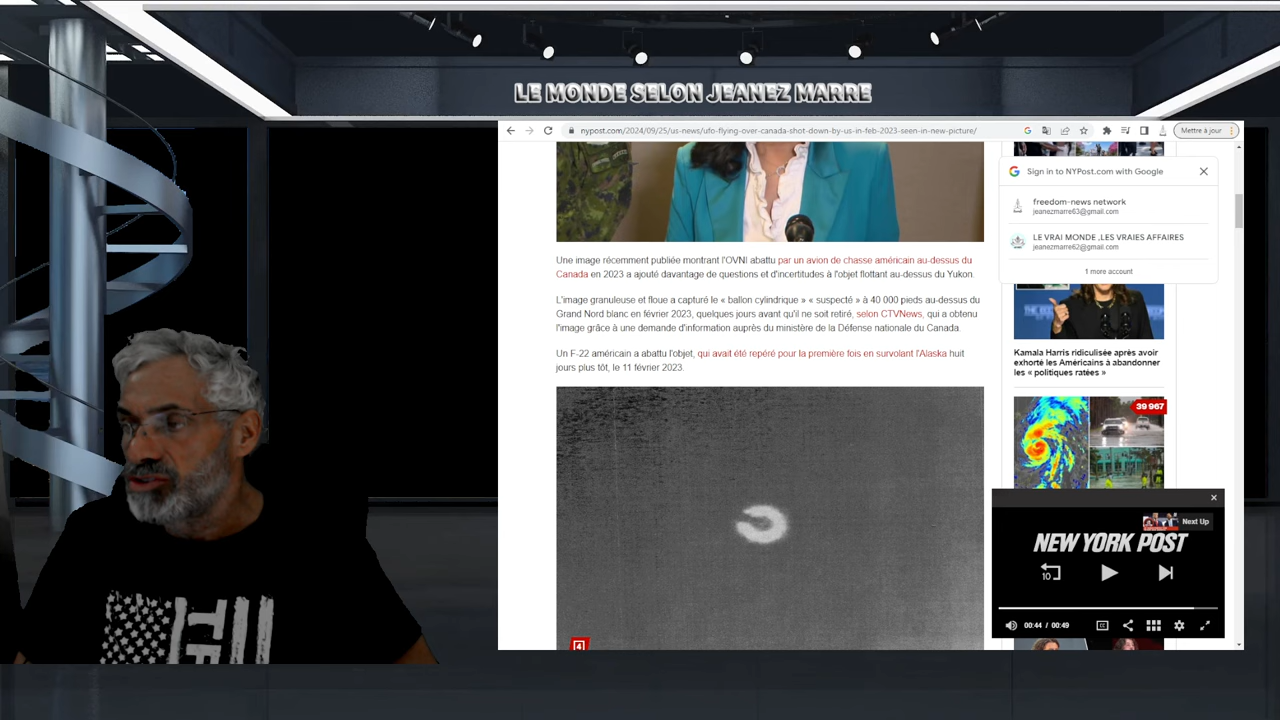 LE MONDE SELON JEANEZ MARRE
nypost.com/2024/09/25/us-news/ufo-flying-over-canada-shot-down-by-us-in-feb-2023-seen-in-new-picture/
Mettre à jour
Sign in to NYPost.com with Google
freedom-news network
jeanezmarre63@gmail.com
LE VRAI MONDE ,LES VRAIES AFFAIRES
jeanezmarre62@gmail.com
1 more account
Une image récemment publiée montrant l'OVNI abattu par un avion de chasse américain au-dessus du
Canada en 2023 a ajouté davantage de questions et d'incertitudes à l'objet flottant au-dessus du Yukon.
L'image granuleuse et floue a capturé le « ballon cylindrique » « suspecté » à 40 000 pieds au-dessus du
Grand Nord blanc en février 2023, quelques jours avant qu'il ne soit retiré, selon CTVNews, qui a obtenu
l'image grâce à une demande d'information auprès du ministère de la Défense nationale du Canada.
Un F-22 américain a abattu l'objet, qui avait été repéré pour la première fois en survolant l'Alaska huit
jours plus tôt, le 11 février 2023.
4
Kamala Harris ridiculisée après avoir
exhorté les Américains à abandonner
les « politiques ratées »
39 967
Next Up
NEW YORK POST
10
00:44 / 00:49
CC